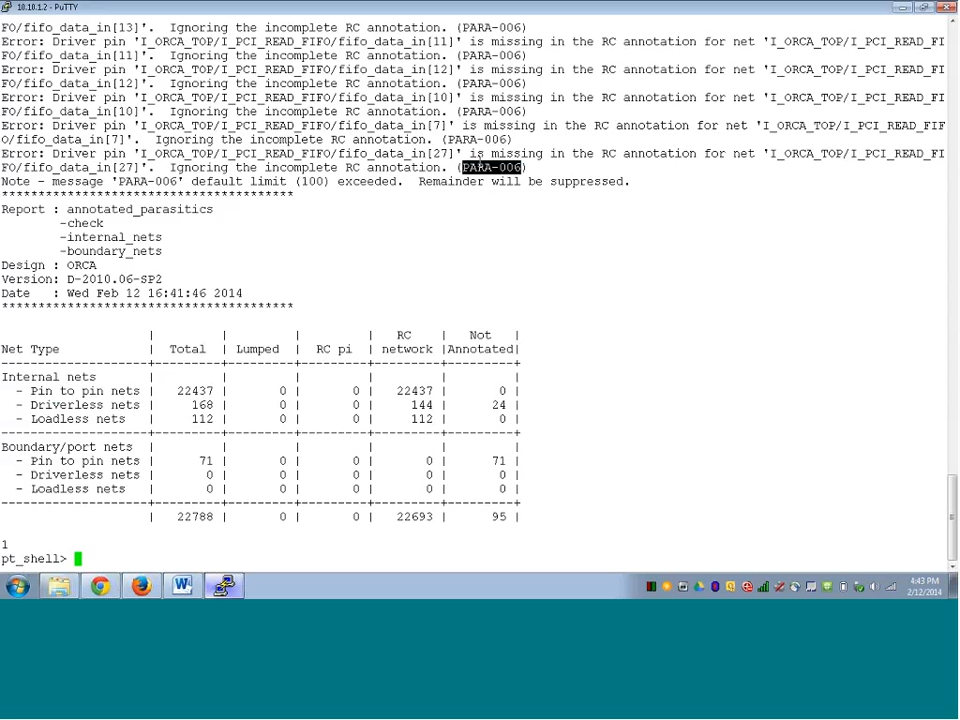 10.10.1.2 - PuTTY
FO/fifo_data_in[13]'.  Ignoring the incomplete RC annotation. (PARA-006)
Error: Driver pin 'I_ORCA_TOP/I_PCI_READ_FIFO/fifo_data_in[11]' is missing in the RC annotation for net 'I_ORCA_TOP/I_PCI_READ_FI
FO/fifo_data_in[11]'.  Ignoring the incomplete RC annotation. (PARA-006)
Error: Driver pin 'I_ORCA_TOP/I_PCI_READ_FIFO/fifo_data_in[12]' is missing in the RC annotation for net 'I_ORCA_TOP/I_PCI_READ_FI
FO/fifo_data_in[12]'.  Ignoring the incomplete RC annotation. (PARA-006)
Error: Driver pin 'I_ORCA_TOP/I_PCI_READ_FIFO/fifo_data_in[10]' is missing in the RC annotation for net 'I_ORCA_TOP/I_PCI_READ_FI
FO/fifo_data_in[10]'.  Ignoring the incomplete RC annotation. (PARA-006)
Error: Driver pin 'I_ORCA_TOP/I_PCI_READ_FIFO/fifo_data_in[7]' is missing in the RC annotation for net 'I_ORCA_TOP/I_PCI_READ_FIF
O/fifo_data_in[7]'.  Ignoring the incomplete RC annotation. (PARA-006)
Error: Driver pin 'I_ORCA_TOP/I_PCI_READ_FIFO/fifo_data_in[27]' is missing in the RC annotation for net 'I_ORCA_TOP/I_PCI_READ_FI
FO/fifo_data_in[27]'.  Ignoring the incomplete RC annotation. (PARA-006)
Note - message 'PARA-006' default limit (100) exceeded.  Remainder will be suppressed.
****************************************
Report : annotated_parasitics
        -check
        -internal_nets
        -boundary_nets
Design : ORCA
Version: D-2010.06-SP2
Date   : Wed Feb 12 16:41:46 2014
****************************************
                    |         |         |         |   RC    |   Not   |
Net Type            |  Total  | Lumped  |  RC pi  | network |Annotated|
--------------------+---------+---------+---------+---------+---------+
Internal nets       |         |         |         |         |         |
  - Pin to pin nets |   22437 |       0 |       0 |   22437 |       0 |
  - Driverless nets |     168 |       0 |       0 |     144 |      24 |
  - Loadless nets   |     112 |       0 |       0 |     112 |       0 |
--------------------+---------+---------+---------+---------+---------+
Boundary/port nets  |         |         |         |         |         |
  - Pin to pin nets |      71 |       0 |       0 |       0 |      71 |
  - Driverless nets |       0 |       0 |       0 |       0 |       0 |
  - Loadless nets   |       0 |       0 |       0 |       0 |       0 |
--------------------+---------+---------+---------+---------+---------+
                    |   22788 |       0 |       0 |   22693 |      95 |
1
pt_shell>
4:43 PM
2/12/2014